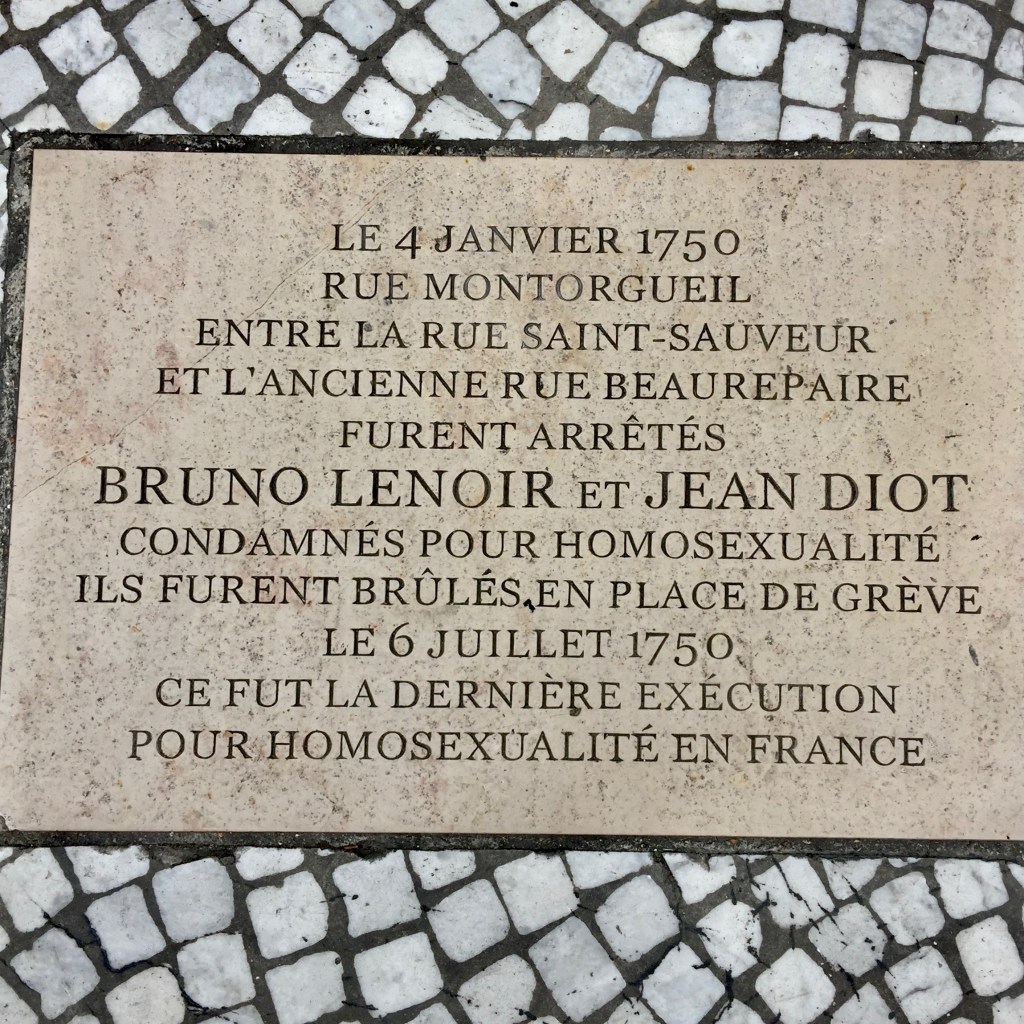 LE 4 JANVIER 1750
RUE MONTORGUEIL
ENTRE LA RUE SAINT-SAUVEUR
ET L'ANCIENNE RUE BEAUREPAIRE
FURENT ARRÊTÉS
BRUNO LENOIR ET JEAN DIOT
CONDAMNÉS POUR HOMOSEXUALITÉ
ILS FURENT BRÛLÉS EN PLACE DE GRÈVE
LE 6 JUILLET 1750
CE FUT LA DERNIÈRE EXÉCUTION
POUR HOMOSEXUALITÉ EN FRANCE